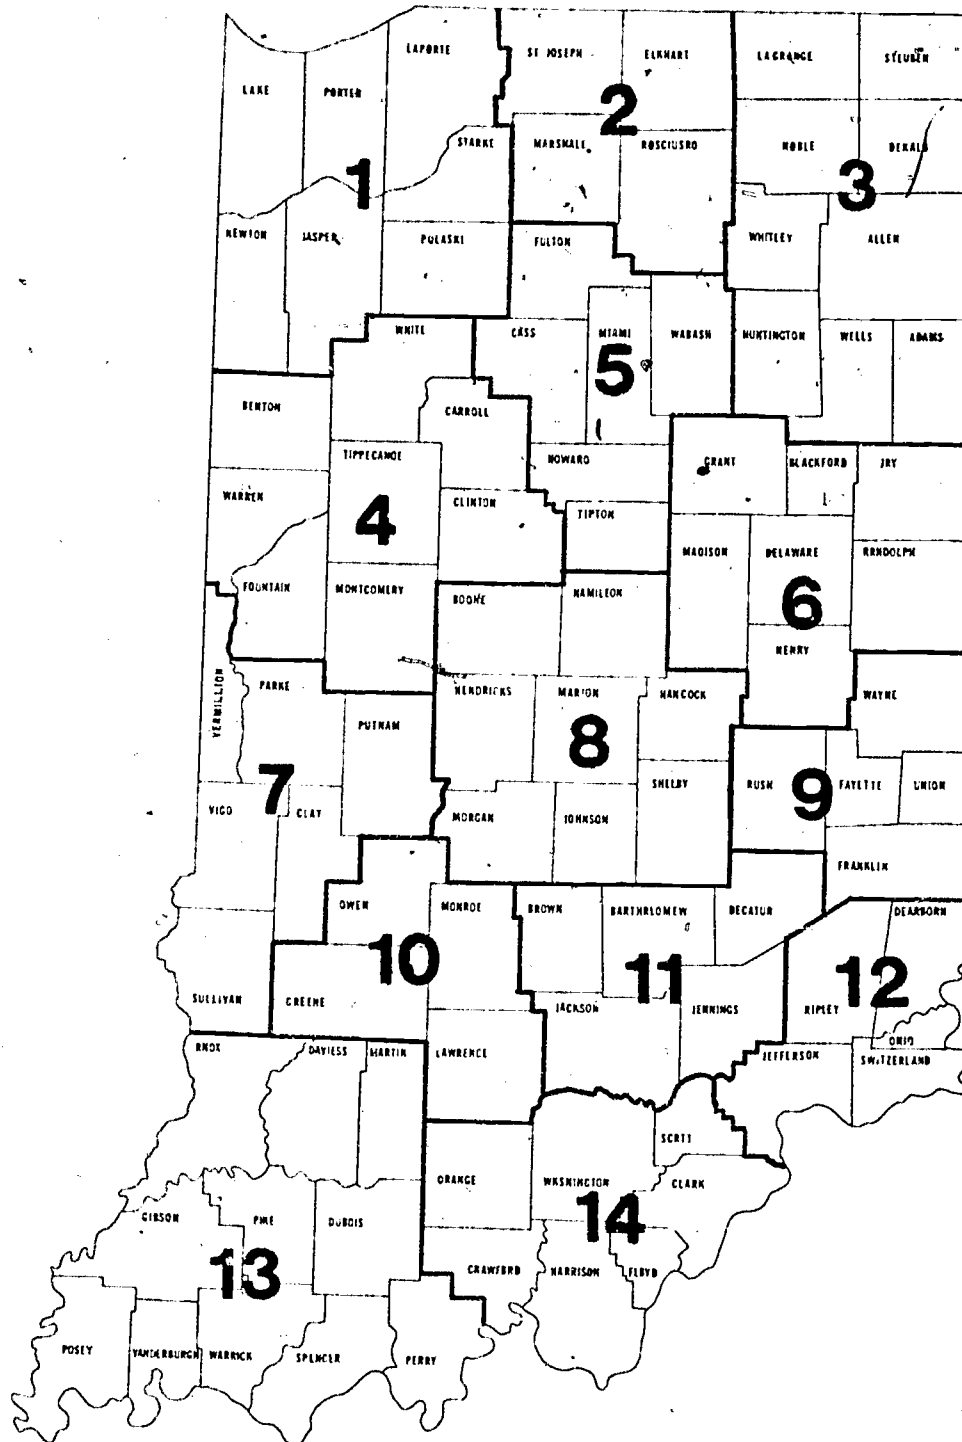 LAPORTE
ST JOSEPH
ELKHART
LAGRANGE
STEUBEN
LAKE
PORTER
2
STARKE
MARSHALL
KOSCIUSKO
NOBLE
DEKALB
1
3
NEWTON
JASPER
PULASKI
FULTON
WHITLEY
ALLEN
WHITE
CASS
MIAMI
WABASH
HUNTINGTON
WELLS
ADAMS
5
BENTON
CARROLL
TIPPECANOE
HOWARD
GRANT
BLACKFORD
JAY
WARREN
CLINTON
4
TIPTON
MADISON
DELAWARE
RANDOLPH
FOUNTAIN
MONTGOMERY
BOONE
HAMILTON
6
HENRY
VERMILLION
PARKE
HENDRICKS
MARION
HANCOCK
WAYNE
PUTNAM
8
7
SHELBY
RUSH
9
FAYETTE
UNION
VIGO
CLAY
MORGAN
JOHNSON
FRANKLIN
OWEN
MONROE
BROWN
BARTHRLOMEW
DECATUR
DEARBORN
10
11
12
SULLIVAN
GREENE
JACKSON
JENNINGS
RIPLEY
OHIO
KNOX
DAVIESS
MARTIN
LAWRENCE
JEFFERSON
SWITZERLAND
SCOTT
ORANGE
WASHINGTON
CLARK
GIBSON
PIKE
DUBOIS
14
13
CRAWFORD
HARRISON
FLOYD
POSEY
VANDERBURGH
WARRICK
SPENCER
PERRY